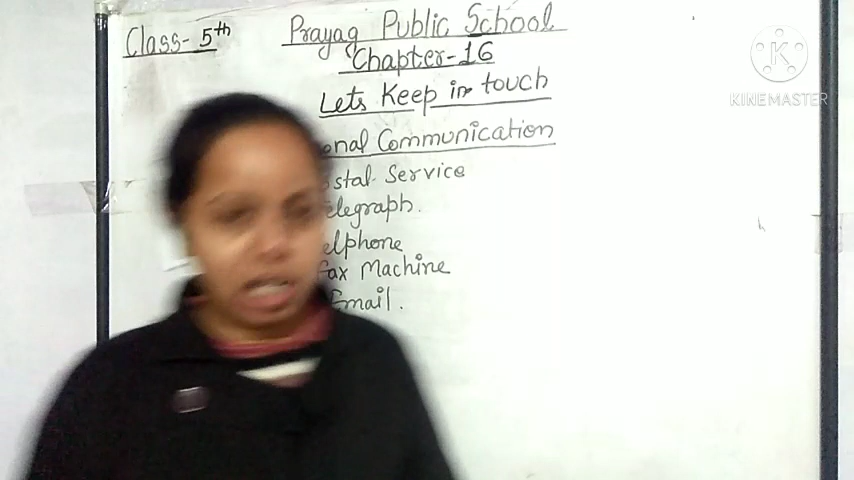 Class- 5th
Prayag Public School
Chapter-16
Lets Keep in touch
onal Communication
stal Service
elegraph.
elphone
Fax Machine
Email.
K
KINEMASTER